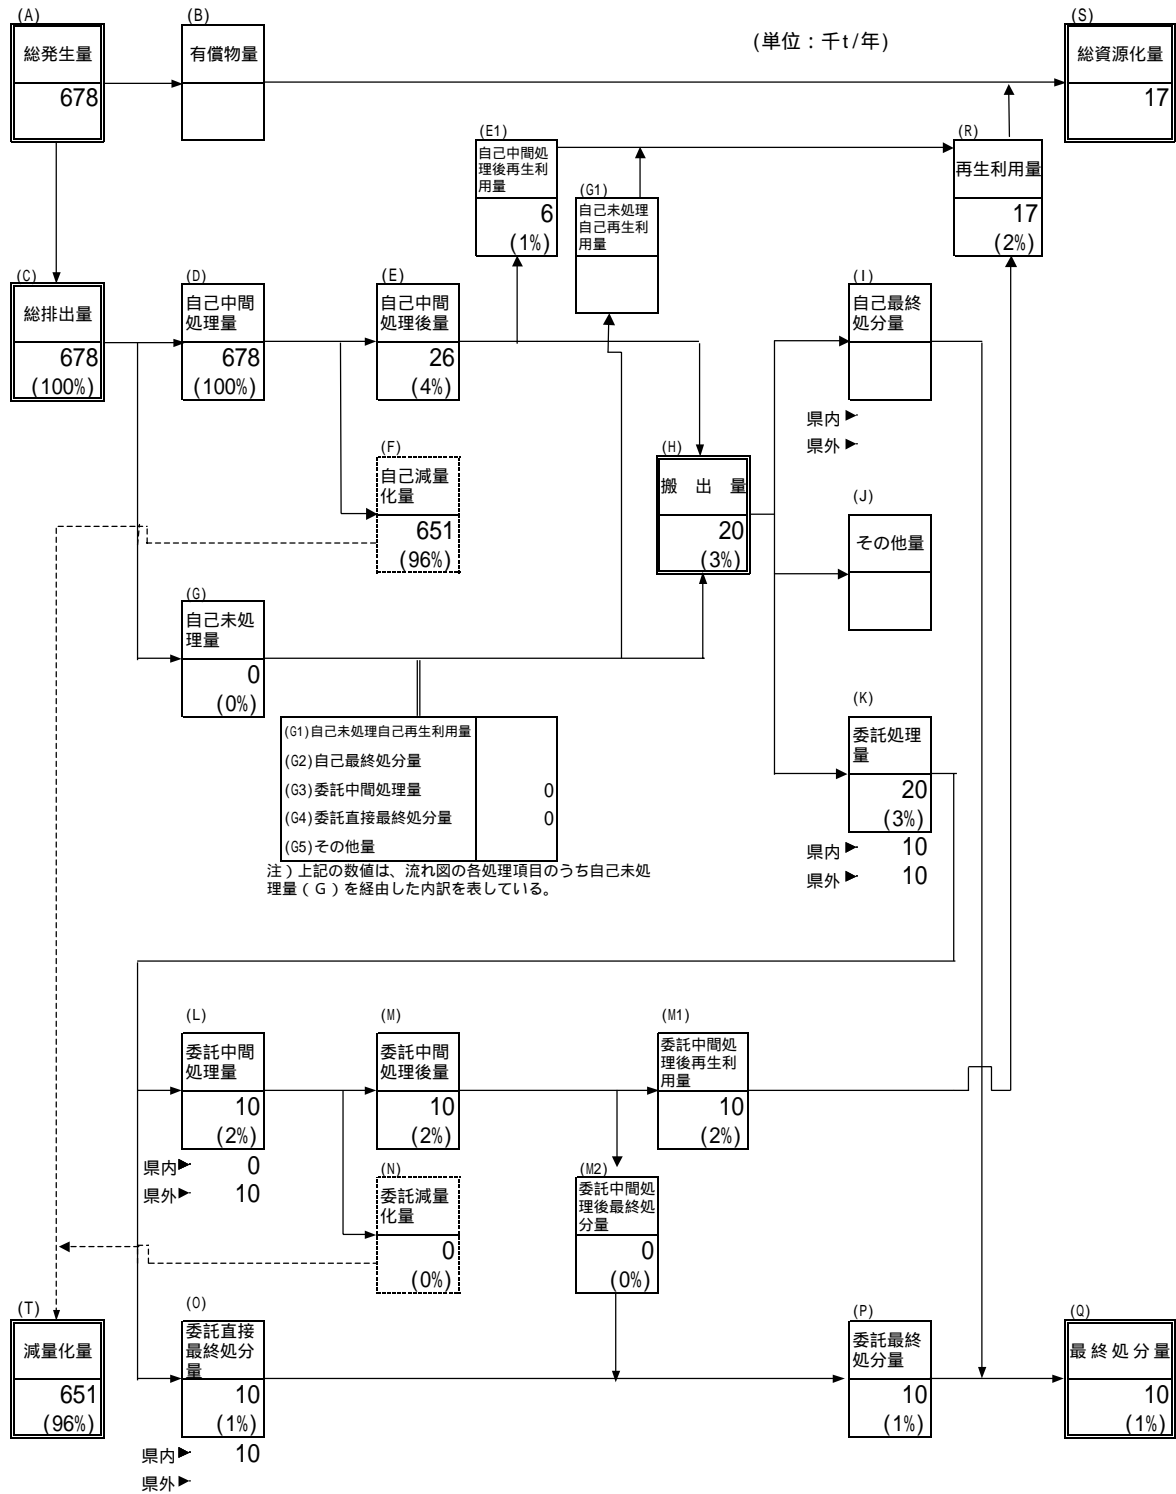 (A)
総発生量
678
(B)
有償物量
(単位：千t/年)
(S)
総資源化量
17
(E1)
自己中間処
理後再生利
用量
6
(1%)
(G1)
自己未処理
自己再生利
用量
(R)
再生利用量
17
(2%)
(C)
総排出量
678
(100%)
(D)
自己中間
処理量
678
(100%)
(E)
自己中間
処理後量
26
(4%)
(I)
自己最終
処分量
県内
県外
(F)
自己減量
化量
651
(96%)
(H)
搬 出 量
20
(3%)
(J)
その他量
(G)
自己未処
理量
0
(0%)
(G1)自己未処理自己再生利用量
(G2)自己最終処分量
(G3)委託中間処理量 0
(G4)委託直接最終処分量 0
(G5)その他量
注）上記の数値は、流れ図の各処理項目のうち自己未処
理量（G）を経由した内訳を表している。
(K)
委託処理
量
20
(3%)
県内 10
県外 10
(L)
委託中間
処理量
10
(2%)
県内 0
県外 10
(M)
委託中間
処理後量
10
(2%)
(M1)
委託中間処
理後再生利
用量
10
(2%)
(N)
委託減量
化量
0
(0%)
(M2)
委託中間処
理後最終処
分量
0
(0%)
(T)
減量化量
651
(96%)
(O)
委託直接
最終処分
量
10
(1%)
県内 10
県外
(P)
委託最終
処分量
10
(1%)
(Q)
最終処分量
10
(1%)